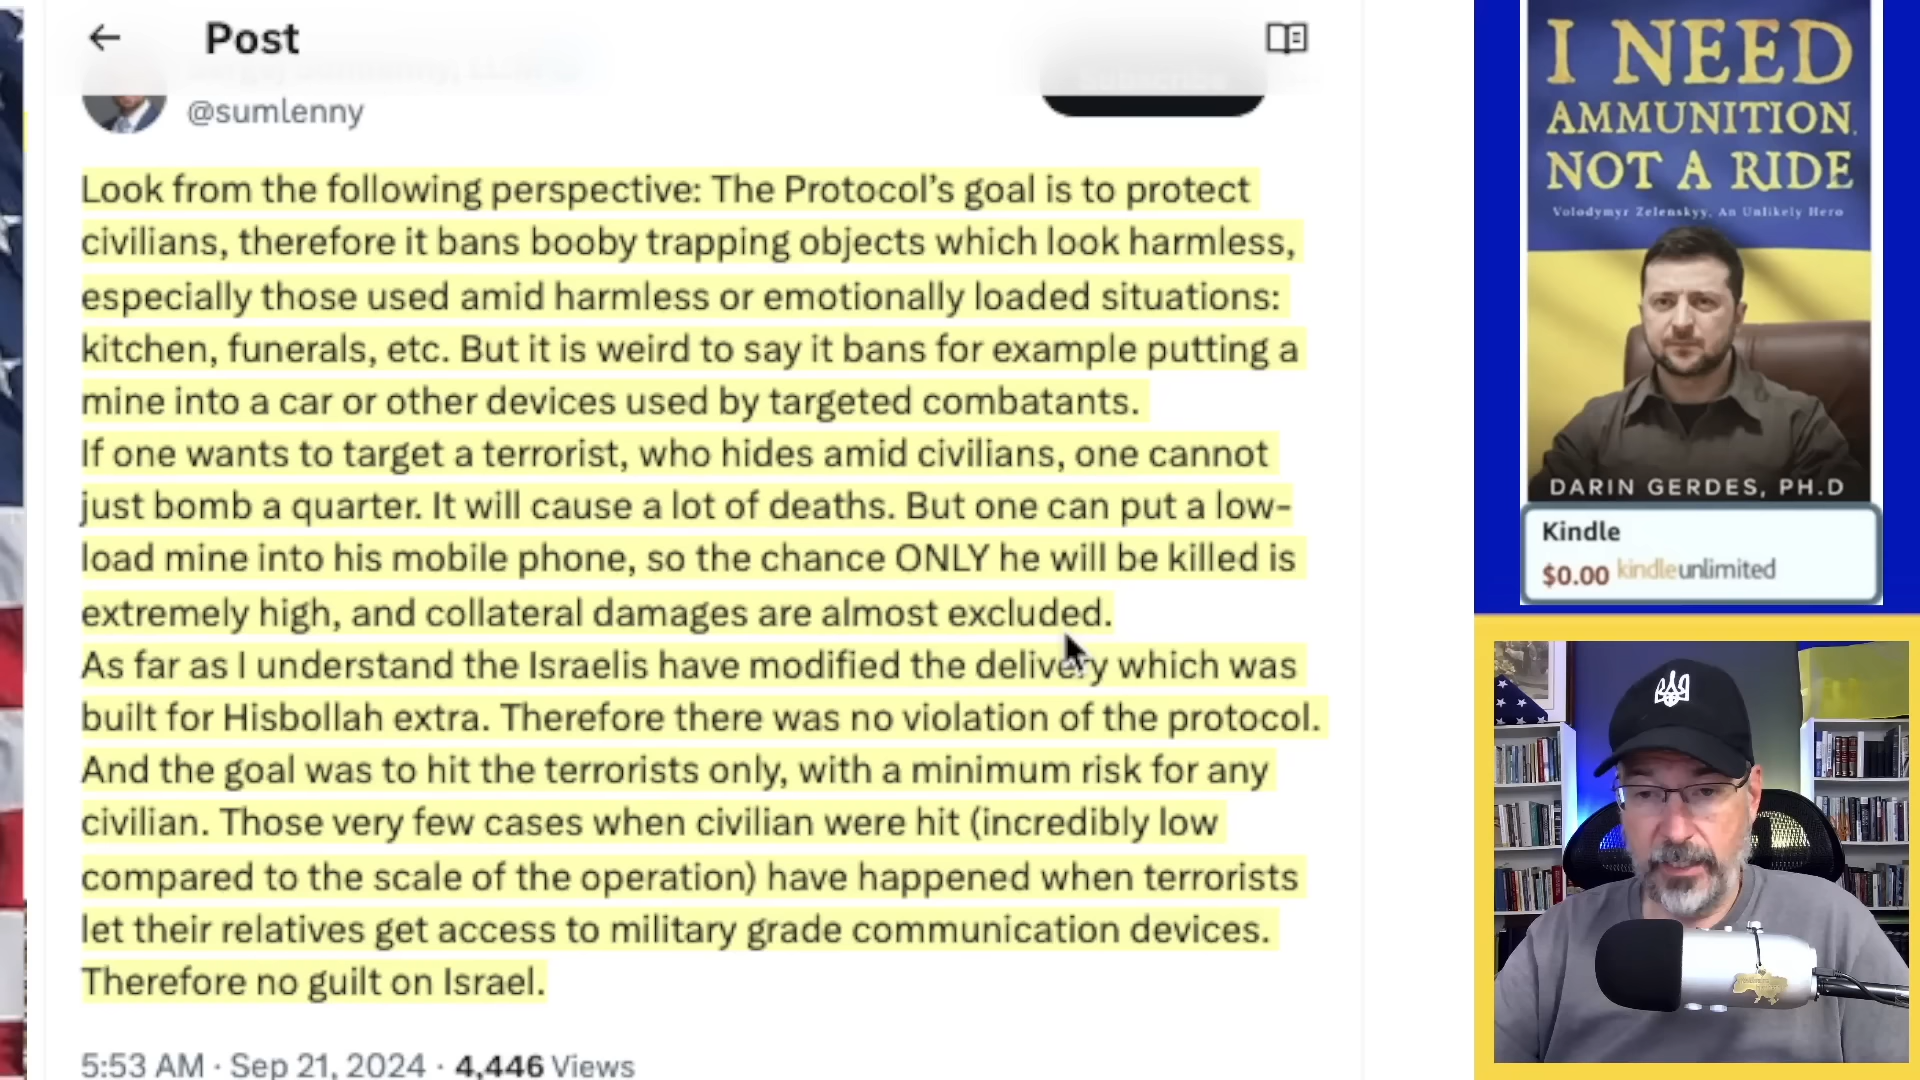 Post
@sumlenny
Look from the following perspective: The Protocol's goal is to protect
civilians, therefore it bans booby trapping objects which look harmless,
especially those used amid harmless or emotionally loaded situations:
kitchen, funerals, etc. But it is weird to say it bans for example putting a
mine into a car or other devices used by targeted combatants.
If one wants to target a terrorist, who hides amid civilians, one cannot
just bomb a quarter. It will cause a lot of deaths. But one can put a low-
load mine into his mobile phone, so the chance ONLY he will be killed is
extremely high, and collateral damages are almost excluded.
As far as I understand the Israelis have modified the delivery which was
built for Hisbollah extra. Therefore there was no violation of the protocol.
And the goal was to hit the terrorists only, with a minimum risk for any
civilian. Those very few cases when civilian were hit (incredibly low
compared to the scale of the operation) have happened when terrorists
let their relatives get access to military grade communication devices.
Therefore no guilt on Israel.
5:53 AM · Sep 21, 2024 · 4,446 Views
I NEED
AMMUNITION,
NOT A RIDE
Volodymyr Zelenskyy, An Unlikely Hero
DARIN GERDES, PH.D
Kindle
$0.00 kindleunlimited